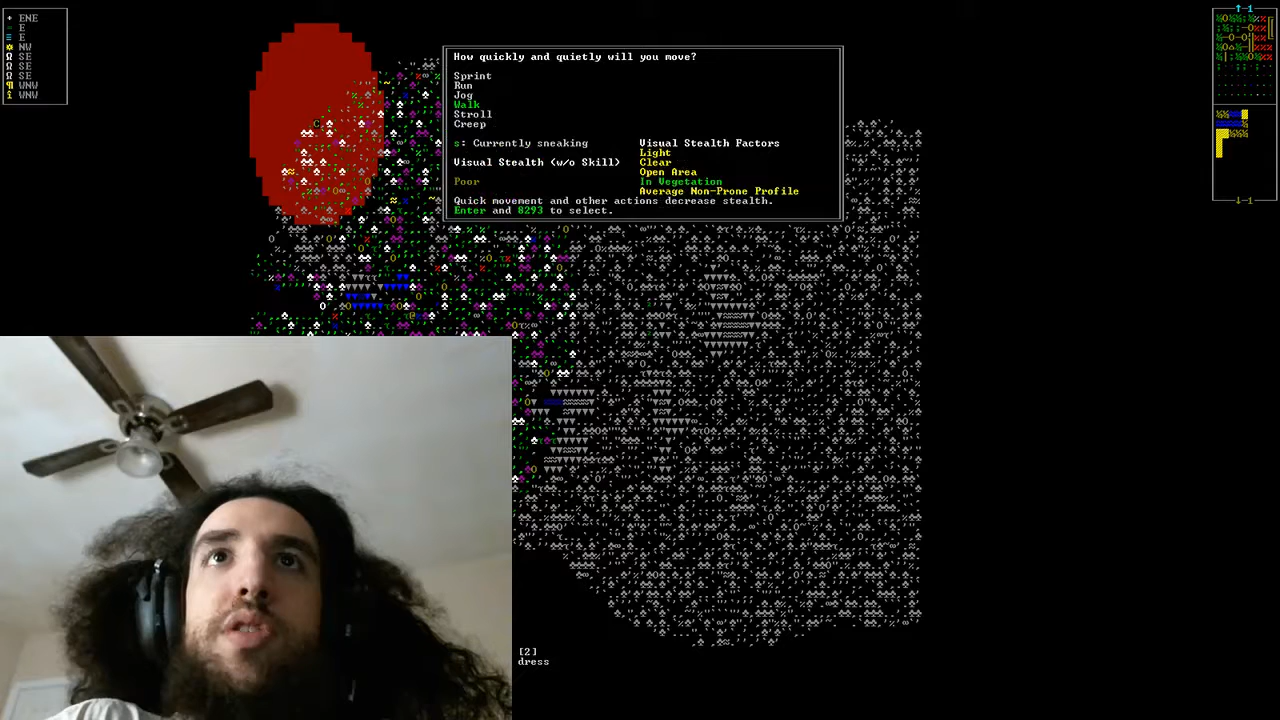 + ENE
= E
≡ E
☼ NW
Ω SE
Ω SE
Ω SE
¶ WNW
WNW
How quickly and quietly will you move?
Sprint
Run
Jog
Walk
Stroll
Creep
s: Currently sneaking
Visual Stealth Factors
Light
Visual Stealth (w/o Skill)
Clear
Open Area
Poor
In Vegetation
Average Non-Prone Profile
Quick movement and other actions decrease stealth.
Enter and 8293 to select.
↑-1
↓-1
[2]
dress